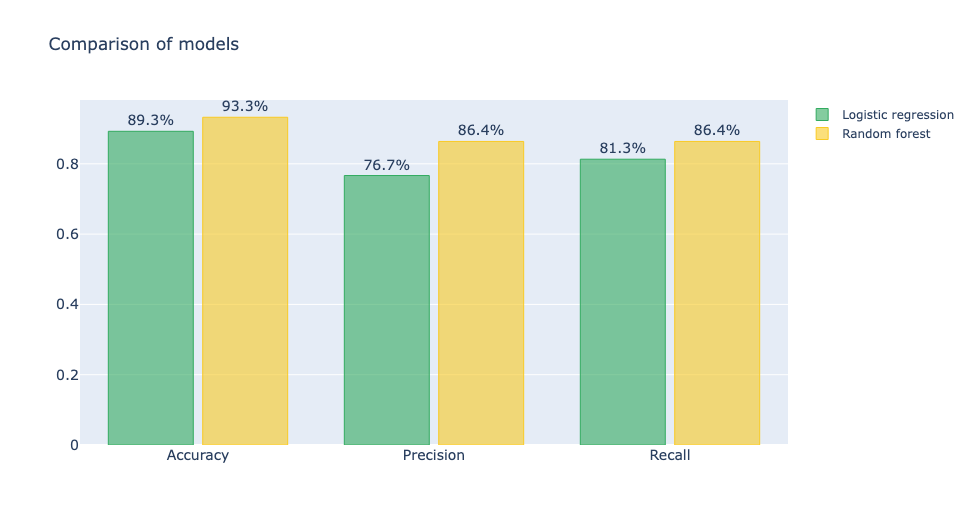 Comparison of models
Logistic regression
Random forest
89.3%
93.3%
76.7%
86.4%
81.3%
86.4%
0.8
0.6
0.4
0.2
0
Accuracy
Precision
Recall